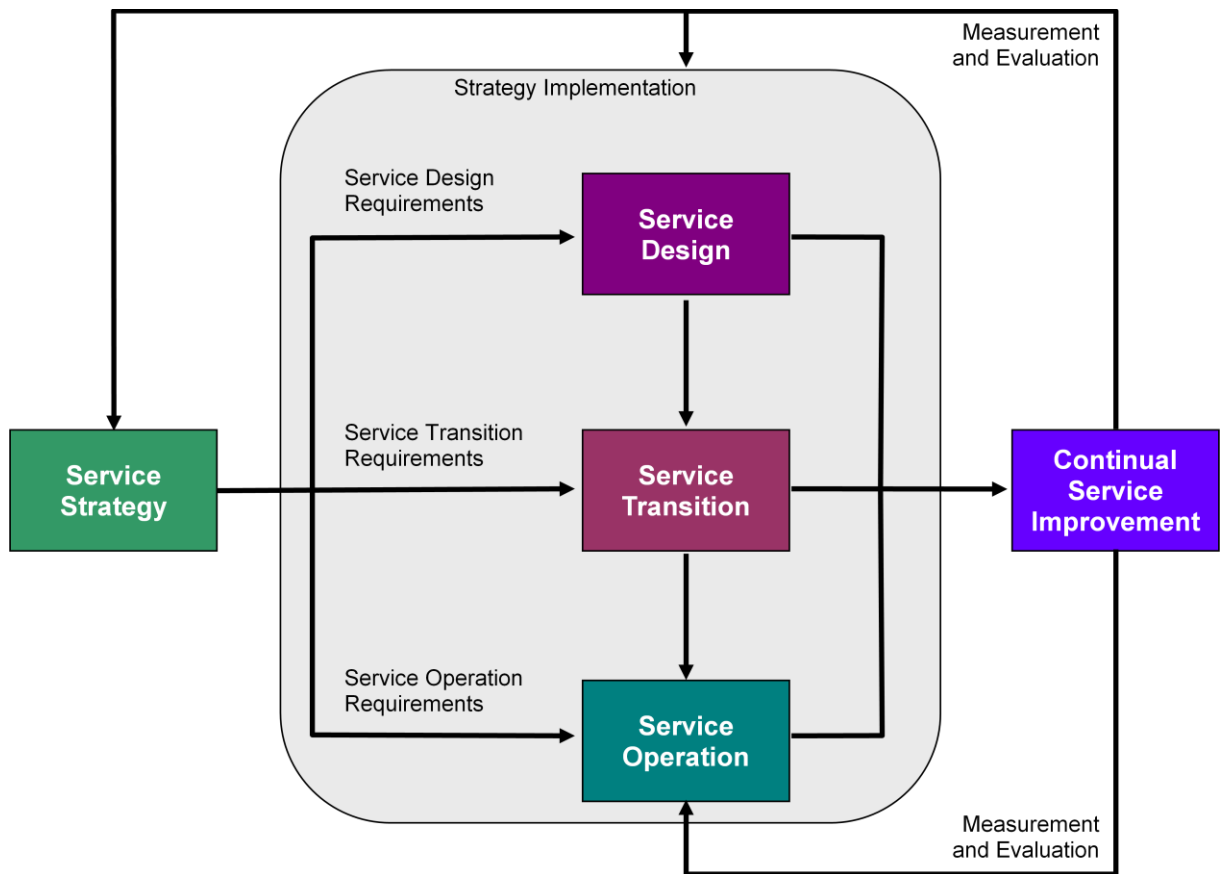 Measurement
and Evaluation
Strategy Implementation
Service Design
Requirements
Service
Design
Service Transition
Requirements
Service
Strategy
Service
Transition
Continual
Service
Improvement
Service Operation
Requirements
Service
Operation
Measurement
and Evaluation